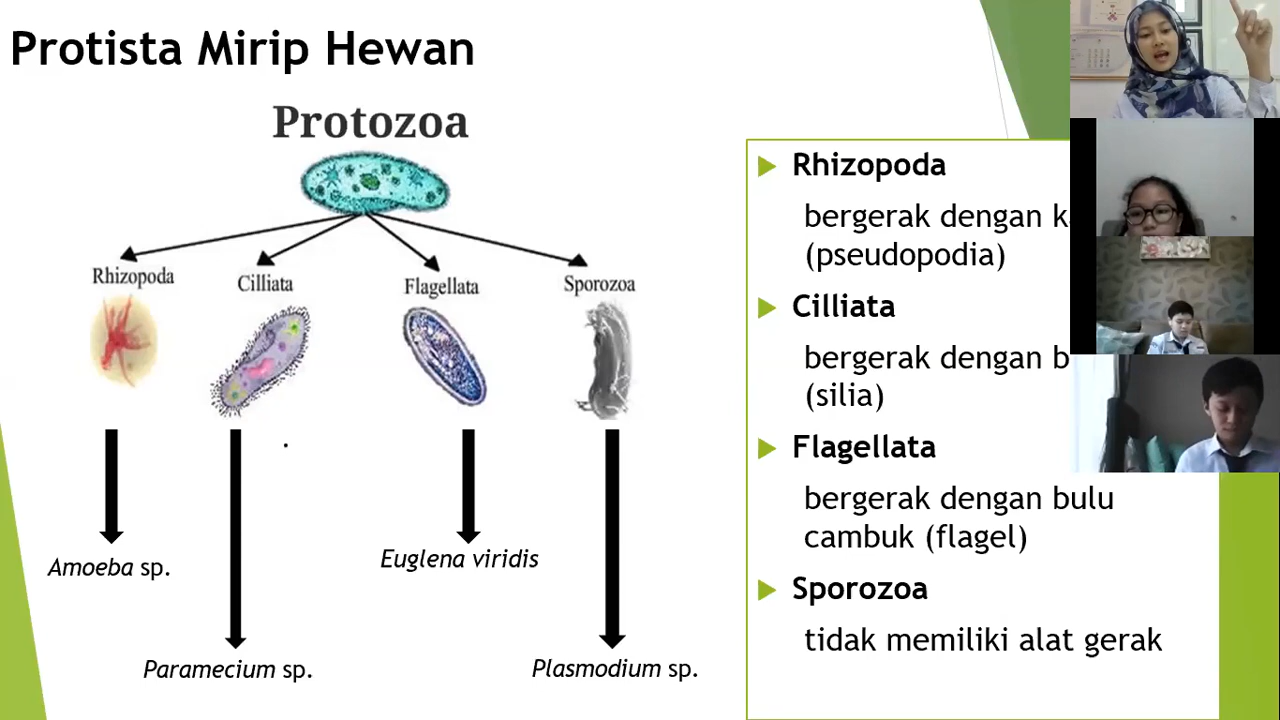 Protista Mirip Hewan
Protozoa
Rhizopoda
Cilliata
Flagellata
Sporozoa
Amoeba sp.
Paramecium sp.
Euglena viridis
Plasmodium sp.
Rhizopoda
bergerak dengan
(pseudopodia)
Cilliata
bergerak dengan
(silia)
Flagellata
bergerak dengan bulu
cambuk (flagel)
Sporozoa
tidak memiliki alat gerak